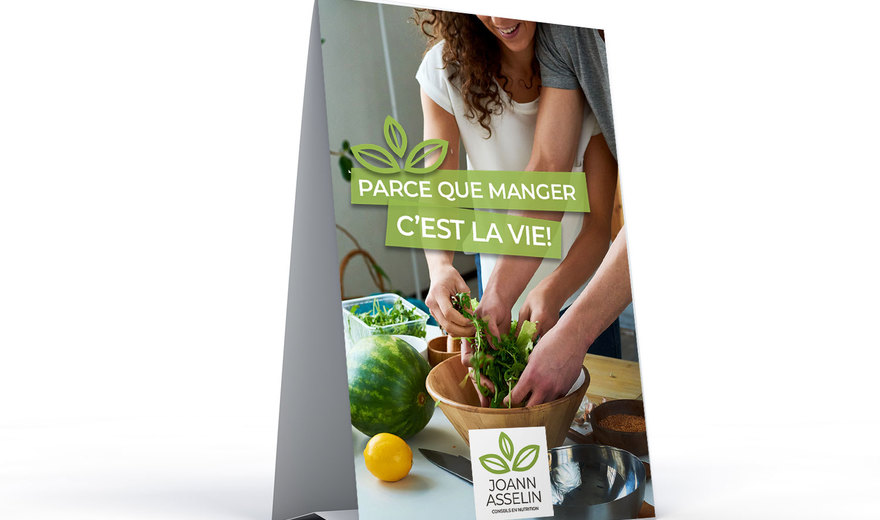 PARCE QUE MANGER
C'EST LA VIE!
JOANN
ASSELIN
CONSEILS EN NUTRITION